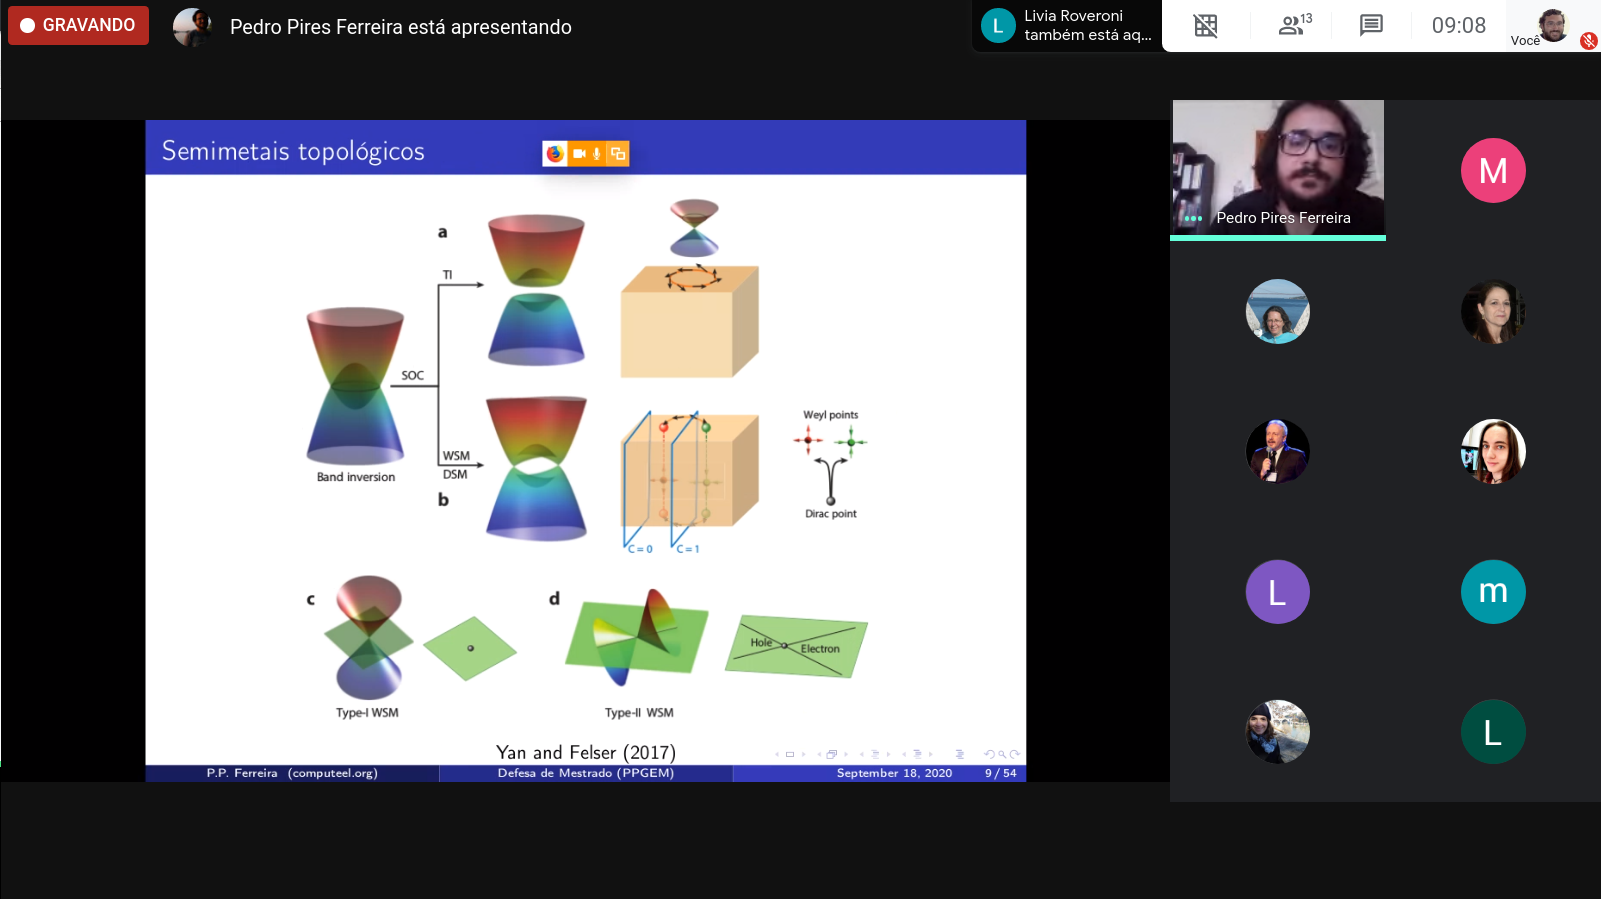 GRAVANDO
Pedro Pires Ferreira está apresentando
L
Livia Roveroni
também está aq...
13
09:08
Você
Semimetais topológicos
a
TI
SOC
Band inversion
WSM
DSM
b
C = 0
C = 1
Weyl points
Dirac point
c
Type-I WSM
d
Hole
Electron
Type-II WSM
Yan and Felser (2017)
P.P. Ferreira (computeel.org)
Defesa de Mestrado (PPGEM)
September 18, 2020
9 / 54
Pedro Pires Ferreira
M
L
m
L